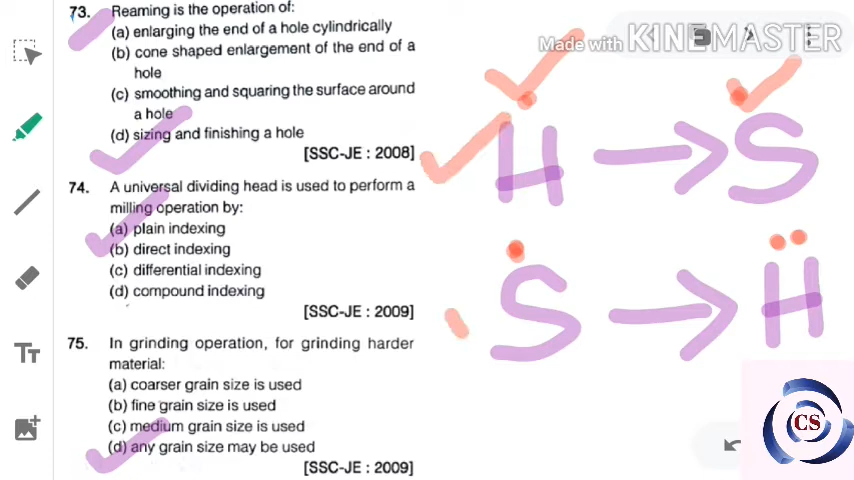 73. Reaming is the operation of:
(a) enlarging the end of a hole cylindrically
(b) cone shaped enlargement of the end of a
hole
(c) smoothing and squaring the surface around
a hole
(d) sizing and finishing a hole
[SSC-JE : 2008]
74. A universal dividing head is used to perform a
milling operation by:
(a) plain indexing
(b) direct indexing
(c) differential indexing
(d) compound indexing
[SSC-JE : 2009]
75. In grinding operation, for grinding harder
material:
(a) coarser grain size is used
(b) fine grain size is used
(c) medium grain size is used
(d) any grain size may be used
[SSC-JE : 2009]
Made with KINEMASTER
H → S
S → H
TT
CS